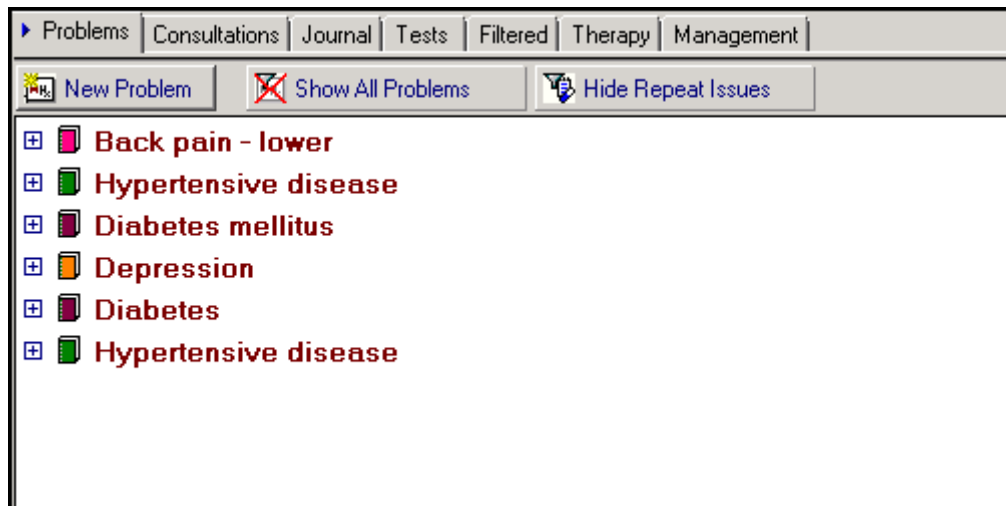 Problems Consultations Journal Tests Filtered Therapy Management
New Problem Show All Problems Hide Repeat Issues
Back pain - lower
Hypertensive disease
Diabetes mellitus
Depression
Diabetes
Hypertensive disease